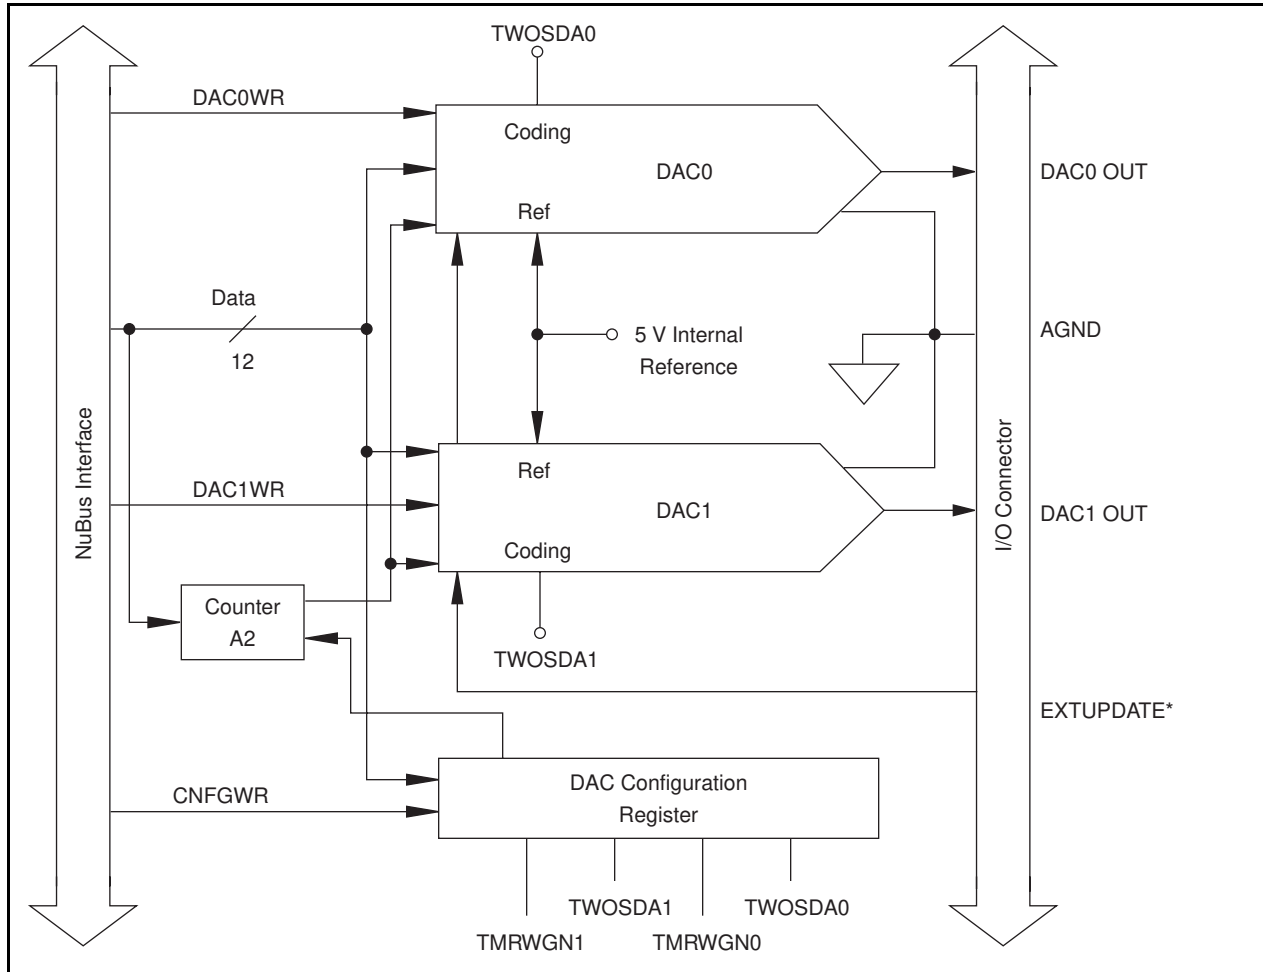 TWOSDA0
DAC0WR
Coding
DAC0
DAC0 OUT
Ref
Data
12
5 V Internal
Reference
AGND
NuBus Interface
I/O Connector
Ref
DAC1WR
DAC1
DAC1 OUT
Coding
Counter
A2
TWOSDA1
EXTUPDATE*
DAC Configuration
Register
CNFGWR
TWOSDA1
TWOSDA0
TMRWGN1
TMRWGN0